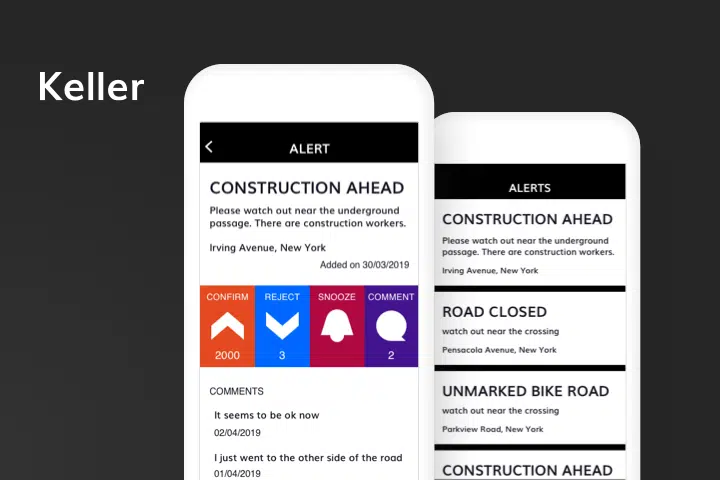 Keller
ALERT
CONSTRUCTION AHEAD
Please watch out near the underground
passage. There are construction workers.
Irving Avenue, New York
Added on 30/03/2019
CONFIRM REJECT SNOOZE COMMENT
2000 3 2
COMMENTS
It seems to be ok now
02/04/2019
I just went to the other side of the road
01/04/2019
ALERTS
CONSTRUCTION AHEAD
Please watch out near the underground
passage. There are construction workers.
Irving Avenue, New York
ROAD CLOSED
watch out near the crossing
Pensacola Avenue, New York
UNMARKED BIKE ROAD
watch out near the crossing
Parkview Road, New York
CONSTRUCTION AHEAD